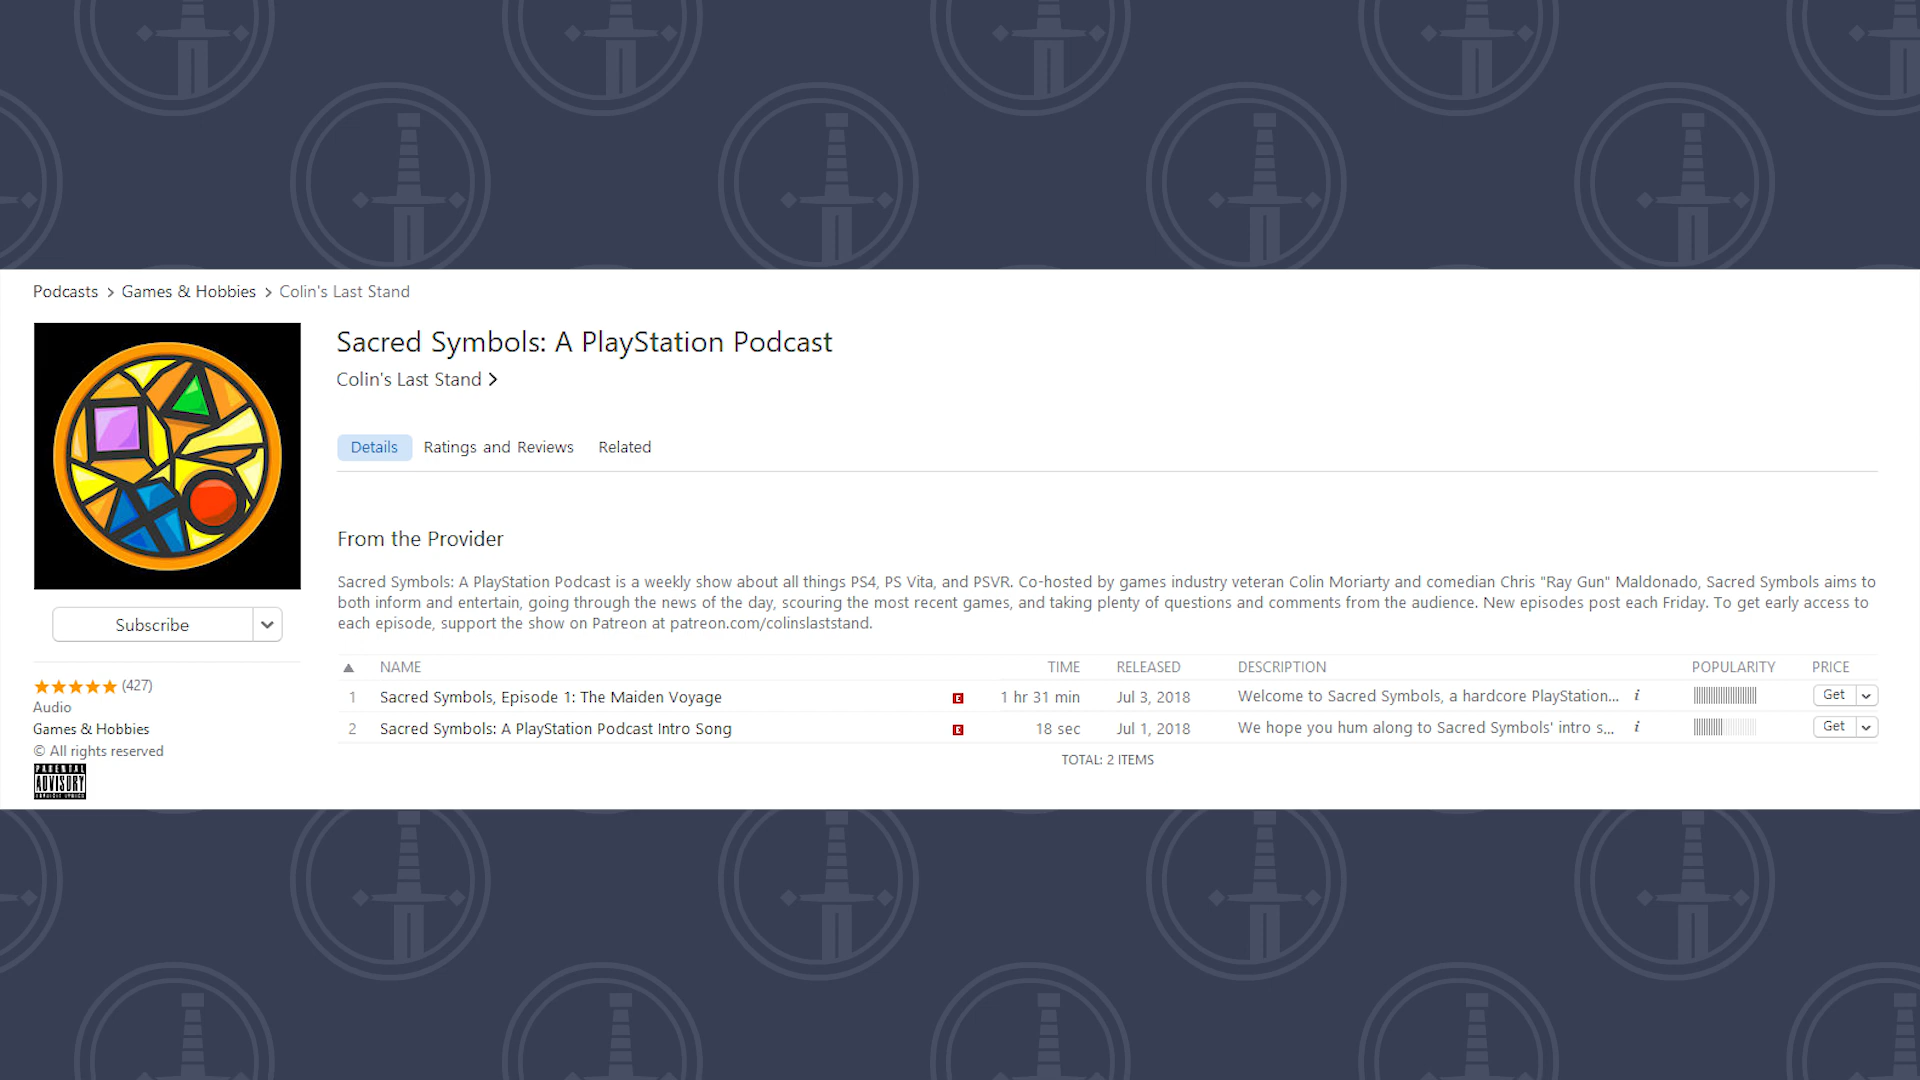 Podcasts > Games & Hobbies > Colin's Last Stand
Sacred Symbols: A PlayStation Podcast
Colin's Last Stand >
Details Ratings and Reviews Related
From the Provider
Sacred Symbols: A PlayStation Podcast is a weekly show about all things PS4, PS Vita, and PSVR. Co-hosted by games industry veteran Colin Moriarty and comedian Chris "Ray Gun" Maldonado, Sacred Symbols aims to
both inform and entertain, going through the news of the day, scouring the most recent games, and taking plenty of questions and comments from the audience. New episodes post each Friday. To get early access to
each episode, support the show on Patreon at patreon.com/colinslaststand.
Subscribe
(427)
Audio
Games & Hobbies
© All rights reserved
PARENTAL
ADVISORY
EXPLICIT LYRICS
NAME TIME RELEASED DESCRIPTION POPULARITY PRICE
1 Sacred Symbols, Episode 1: The Maiden Voyage E 1 hr 31 min Jul 3, 2018 Welcome to Sacred Symbols, a hardcore PlayStation... i Get
2 Sacred Symbols: A PlayStation Podcast Intro Song E 18 sec Jul 1, 2018 We hope you hum along to Sacred Symbols' intro s... i Get
TOTAL: 2 ITEMS